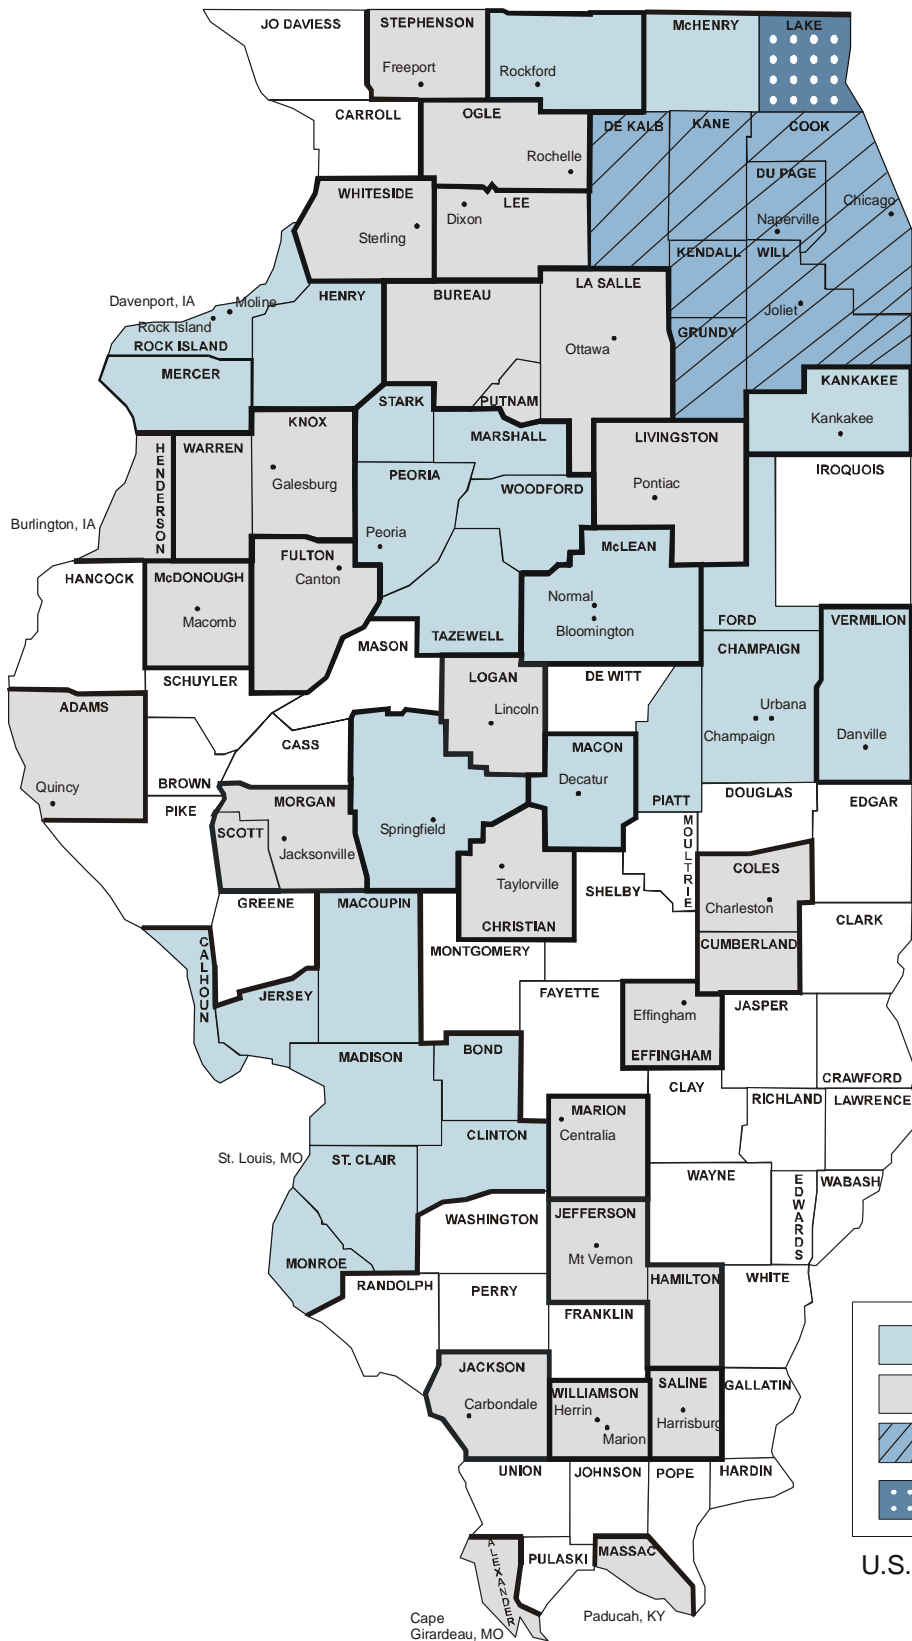 JO DAVIESS
STEPHENSON
Freeport
Rockford
McHENRY
LAKE
CARROLL
OGLE
Rochelle
DE KALB
KANE
COOK
DU PAGE
Naperville
Chicago
WHITESIDE
Sterling
Dixon
LEE
KENDALL
WILL
Joliet
GRUNDY
Davenport, IA
Moline
Rock Island
ROCK ISLAND
HENRY
BUREAU
LA SALLE
Ottawa
PUTNAM
MERCER
STARK
KANKAKEE
Kankakee
HENDERSON
WARREN
KNOX
Galesburg
MARSHALL
PEORIA
Peoria
WOODFORD
LIVINGSTON
Pontiac
IROQUOIS
Burlington, IA
HANCOCK
McDONOUGH
Macomb
FULTON
Canton
TAZEWELL
McLEAN
Normal
Bloomington
FORD
VERMILION
Danville
MASON
SCHUYLER
LOGAN
Lincoln
DE WITT
CHAMPAIGN
Urbana
Champaign
ADAMS
Quincy
BROWN
CASS
MACON
Decatur
PIATT
DOUGLAS
EDGAR
PIKE
MORGAN
SCOTT
Jacksonville
Springfield
MOULTRIE
Taylorville
CHRISTIAN
SHELBY
COLES
Charleston
CUMBERLAND
CLARK
GREENE
MACOUPIN
MONTGOMERY
CALHOUN
JERSEY
FAYETTE
Effingham
EFFINGHAM
JASPER
CRAWFORD
MADISON
BOND
CLAY
RICHLAND
LAWRENCE
MARION
Centralia
CLINTON
St. Louis, MO
ST. CLAIR
WAYNE
EDWARDS
WABASH
WASHINGTON
JEFFERSON
Mt Vernon
MONROE
RANDOLPH
PERRY
HAMILTON
WHITE
FRANKLIN
JACKSON
Carbondale
WILLIAMSON
Herrin
Marion
SALINE
Harrisburg
GALLATIN
UNION
JOHNSON
POPE
HARDIN
ALEXANDER
PULASKI
MASSAC
U.S.
Cape
Girardeau, MO
Paducah, KY